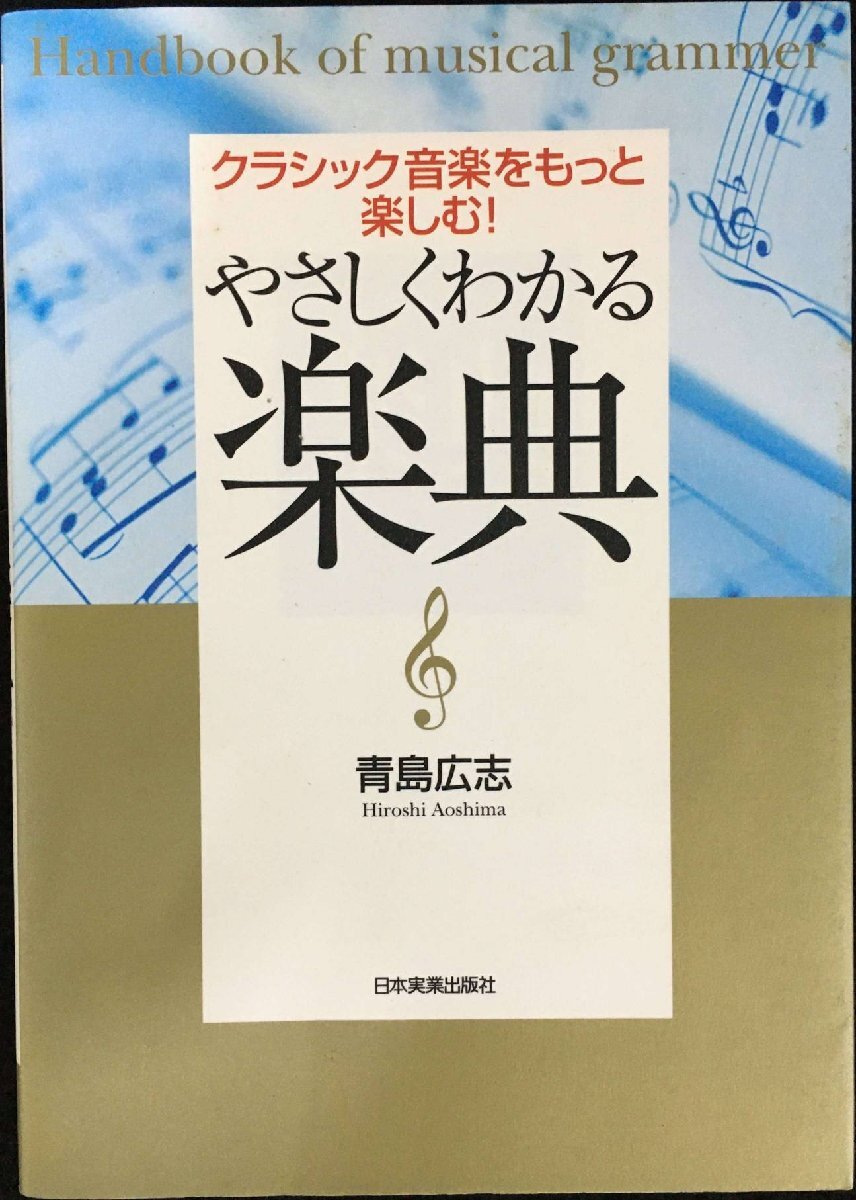 Handbook of musical grammer
クラシック音楽をもっと
楽しむ!
やさしくわかる
楽典
青島広志
Hiroshi Aoshima
日本実業出版社